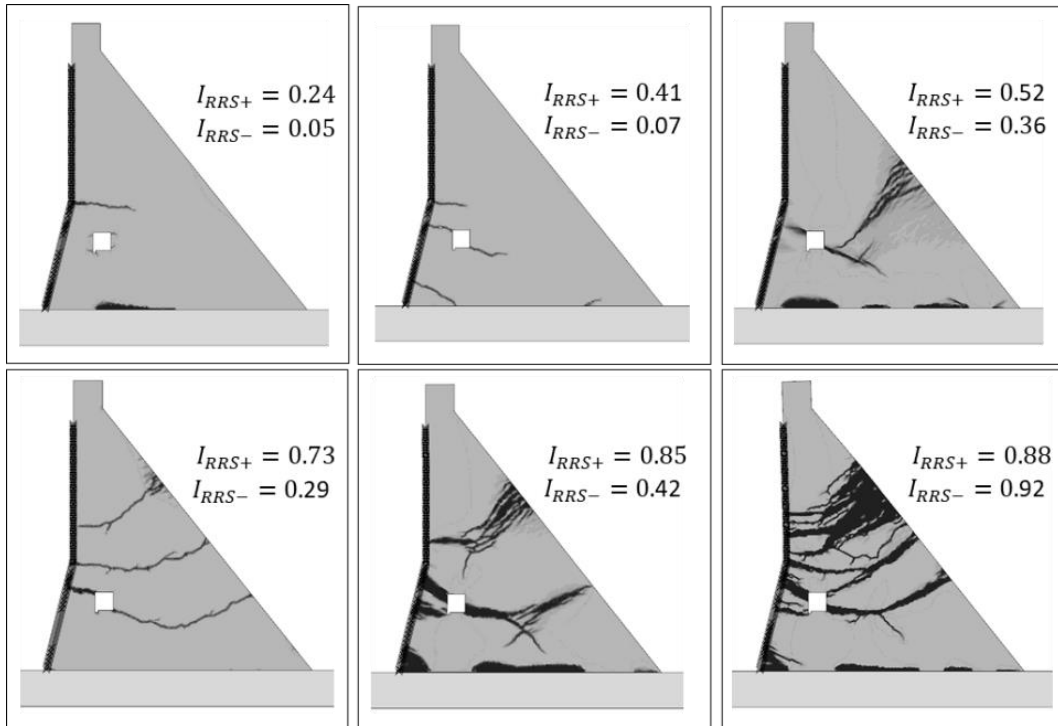 I_{RRS+} = 0.24
I_{RRS-} = 0.05
I_{RRS+} = 0.41
I_{RRS-} = 0.07
I_{RRS+} = 0.52
I_{RRS-} = 0.36
I_{RRS+} = 0.73
I_{RRS-} = 0.29
I_{RRS+} = 0.85
I_{RRS-} = 0.42
I_{RRS+} = 0.88
I_{RRS-} = 0.92